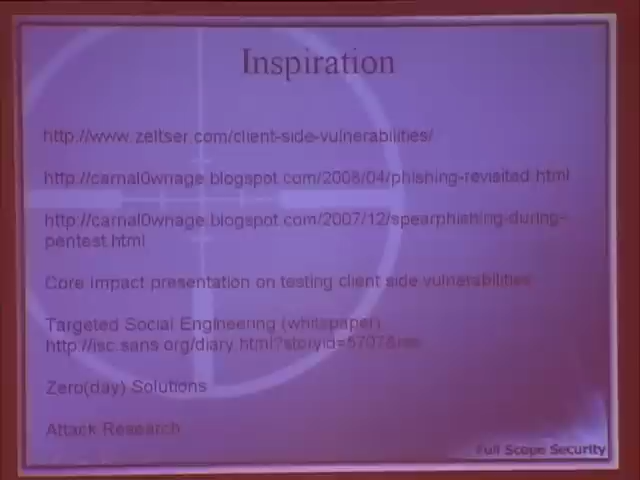 Inspiration
http://www.zeltser.com/client-side-vulnerabilities/
http://carnal0wnage.blogspot.com/2008/04/phishing-revisited.html
http://carnal0wnage.blogspot.com/2007/12/spearphishing-during-
pentest.html
Core Impact presentation on testing client side vulnerabilities
Targeted Social Engineering (whitepaper)
http://isc.sans.org/diary.html?storyid=5707&rss
Zero(day) Solutions
Attack Research
Full Scope Security